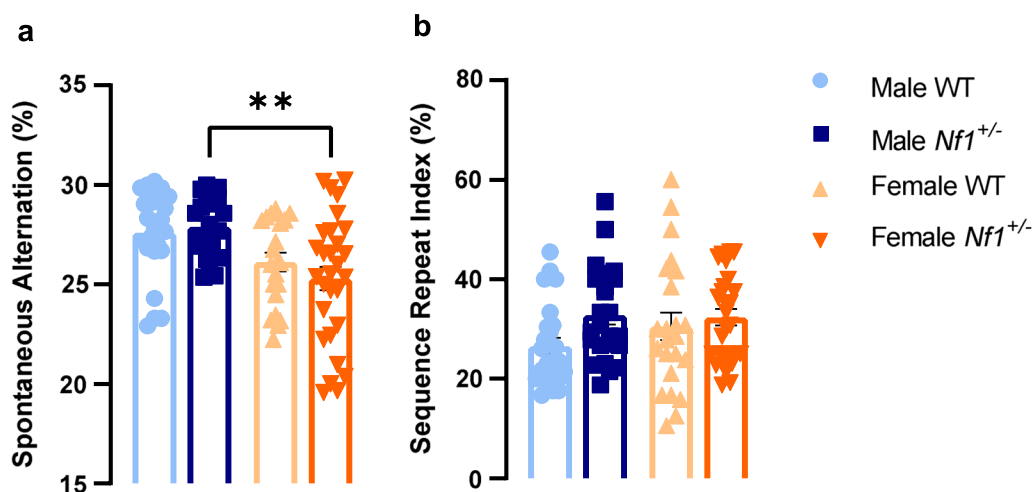 a
b
Spontaneous Alternation (%)
35
30
25
20
15
**
Sequence Repeat Index (%)
80
60
40
20
0
Male WT
Male Nf1+/-
Female WT
Female Nf1+/-